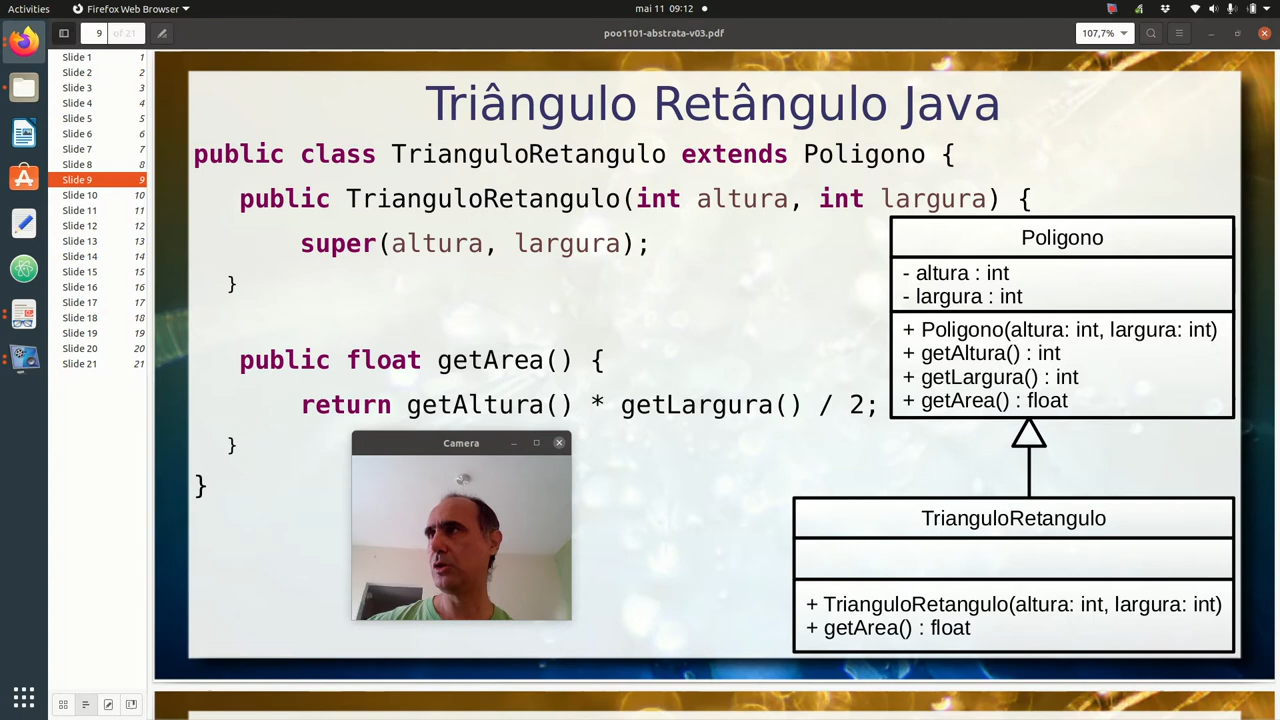 Activities
Firefox Web Browser
mai 11 09:12
9 of 21
poo1101-abstrata-v03.pdf
107,7%
Slide 1 1
Slide 2 2
Slide 3 3
Slide 4 4
Slide 5 5
Slide 6 6
Slide 7 7
Slide 8 8
Slide 9 9
Slide 10 10
Slide 11 11
Slide 12 12
Slide 13 13
Slide 14 14
Slide 15 15
Slide 16 16
Slide 17 17
Slide 18 18
Slide 19 19
Slide 20 20
Slide 21 21
Triângulo Retângulo Java
public class TrianguloRetangulo extends Poligono {
public TrianguloRetangulo(int altura, int largura) {
super(altura, largura);
}
public float getArea() {
return getAltura() * getLargura() / 2;
}
}
Poligono
- altura : int
- largura : int
+ Poligono(altura: int, largura: int)
+ getAltura() : int
+ getLargura() : int
+ getArea() : float
Camera
TrianguloRetangulo
+ TrianguloRetangulo(altura: int, largura: int)
+ getArea() : float